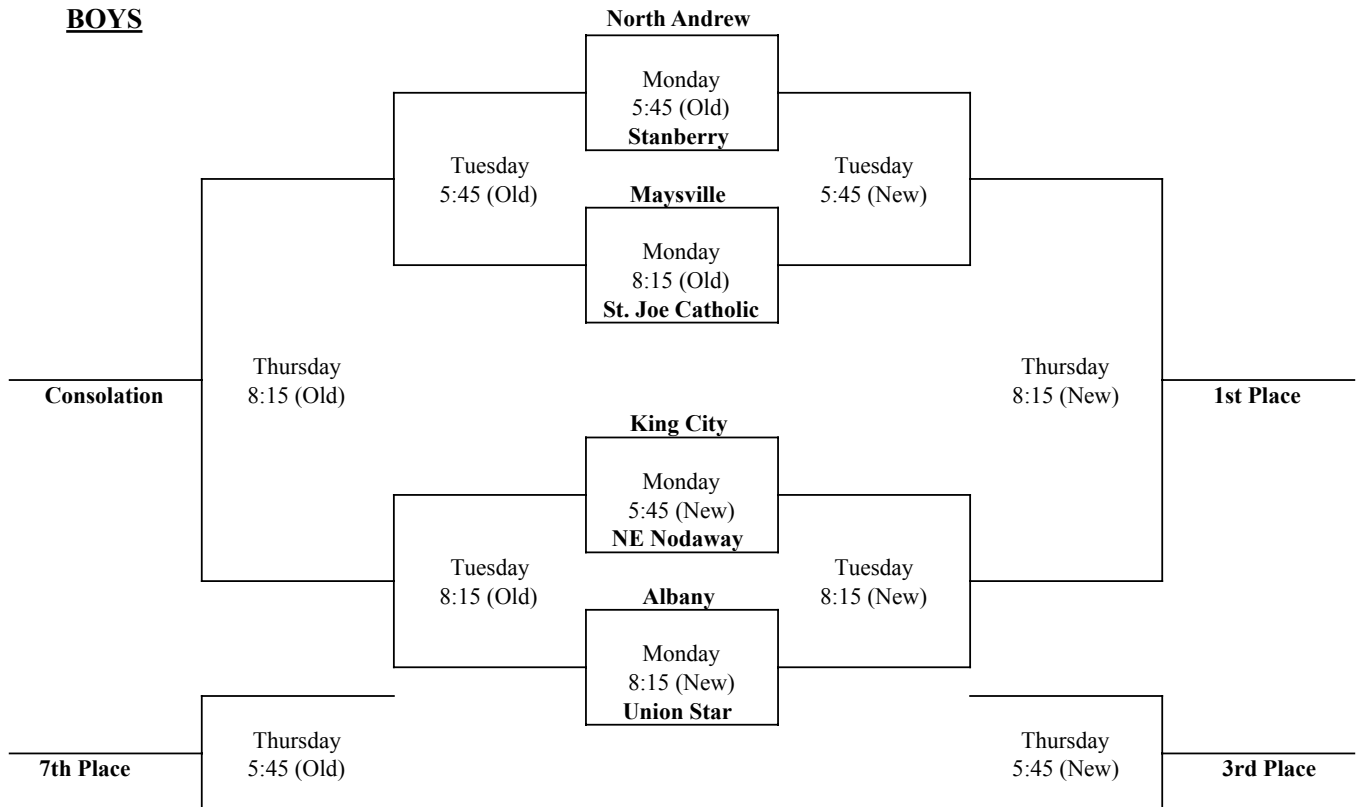 BOYS
North Andrew
Monday
5:45 (Old)
Stanberry
Tuesday
5:45 (Old)
Tuesday
5:45 (New)
Maysville
Monday
8:15 (Old)
St. Joe Catholic
Thursday
8:15 (Old)
Thursday
8:15 (New)
Consolation
1st Place
King City
Monday
5:45 (New)
NE Nodaway
Tuesday
8:15 (Old)
Tuesday
8:15 (New)
Albany
Monday
8:15 (New)
Union Star
Thursday
5:45 (Old)
Thursday
5:45 (New)
7th Place
3rd Place